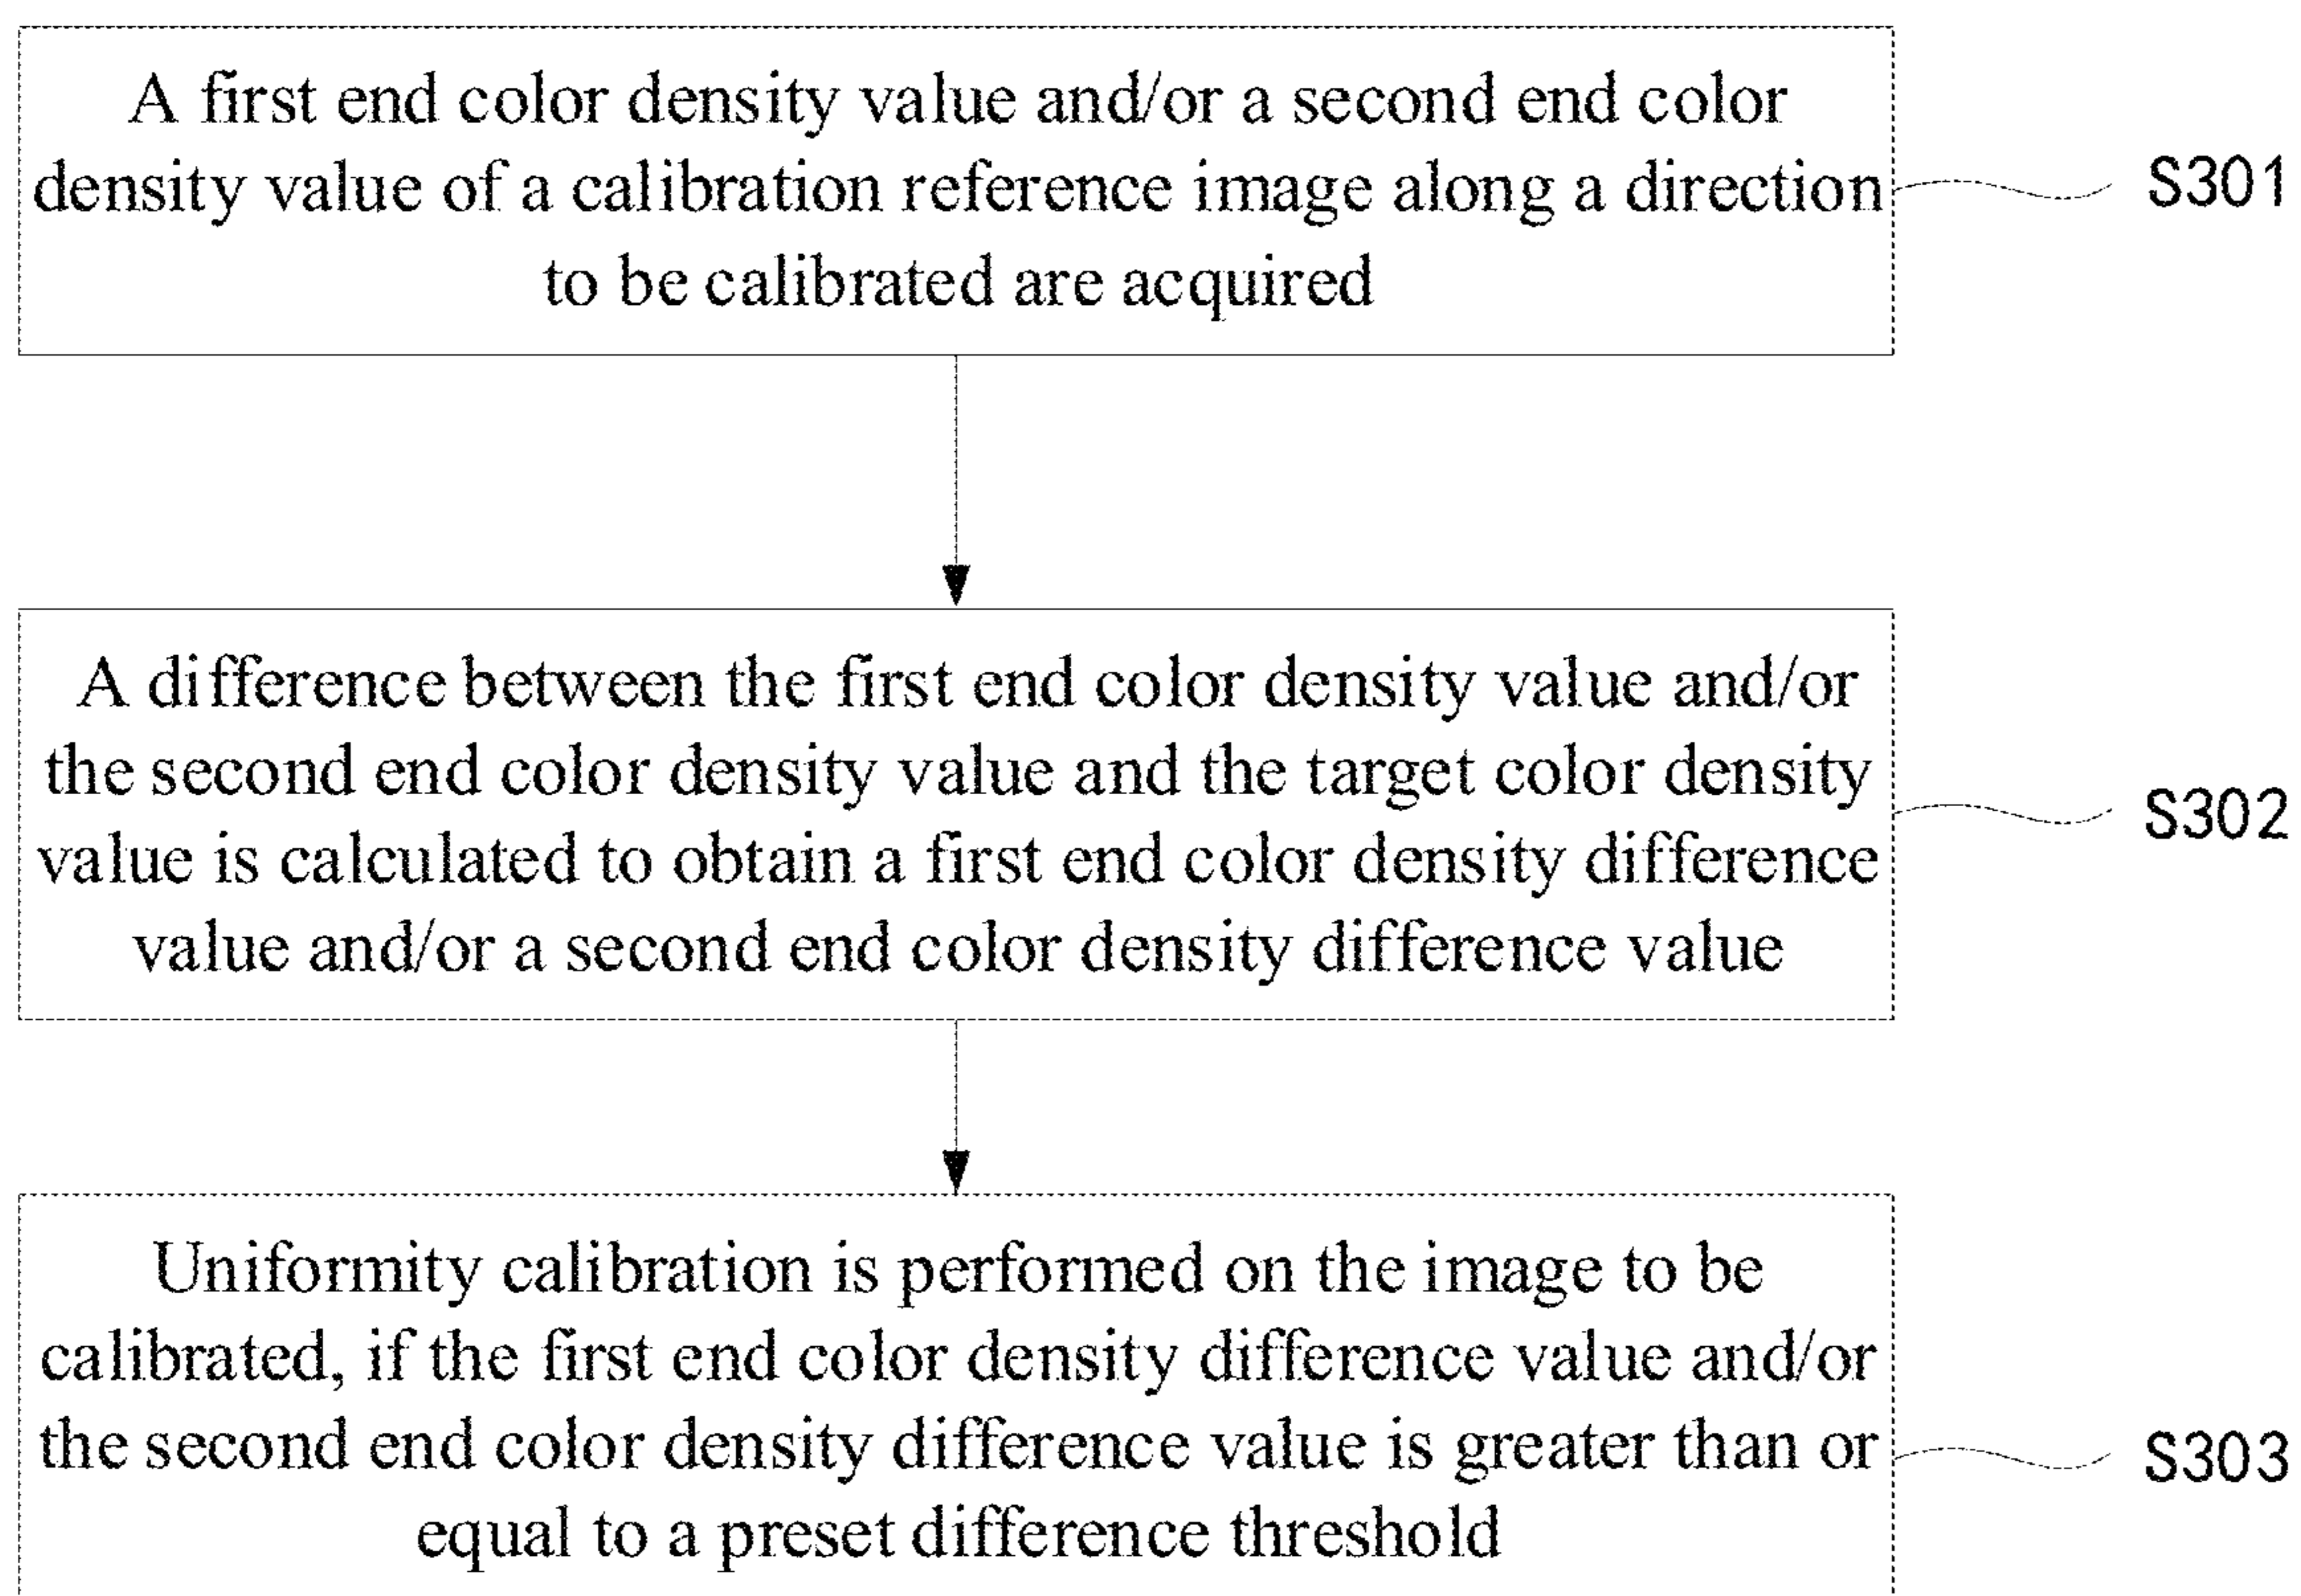 A first end color density value and/or a second end color
density value of a calibration reference image along a direction
to be calibrated are acquired
S301
A difference between the first end color density value and/or
the second end color density value and the target color density
value is calculated to obtain a first end color density difference
value and/or a second end color density difference value
S302
Uniformity calibration is performed on the image to be
calibrated, if the first end color density difference value and/or
the second end color density difference value is greater than or
equal to a preset difference threshold
S303